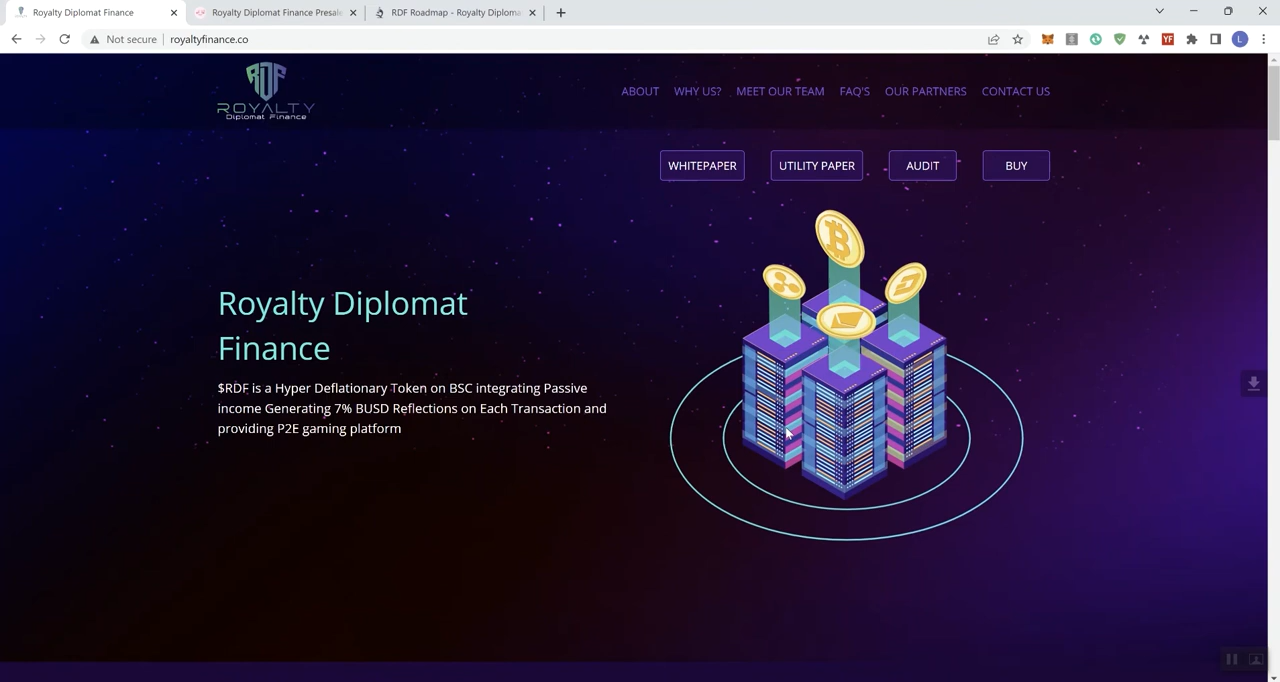 Royalty Diplomat Finance
Royalty Diplomat Finance Presale
RDF Roadmap - Royalty Diploma
Not secure
royaltyfinance.co
YF
L
RDF
ROYALTY
Diplomat Finance
ABOUT
WHY US?
MEET OUR TEAM
FAQ'S
OUR PARTNERS
CONTACT US
WHITEPAPER
UTILITY PAPER
AUDIT
BUY
Royalty Diplomat
Finance
$RDF is a Hyper Deflationary Token on BSC integrating Passive
income Generating 7% BUSD Reflections on Each Transaction and
providing P2E gaming platform